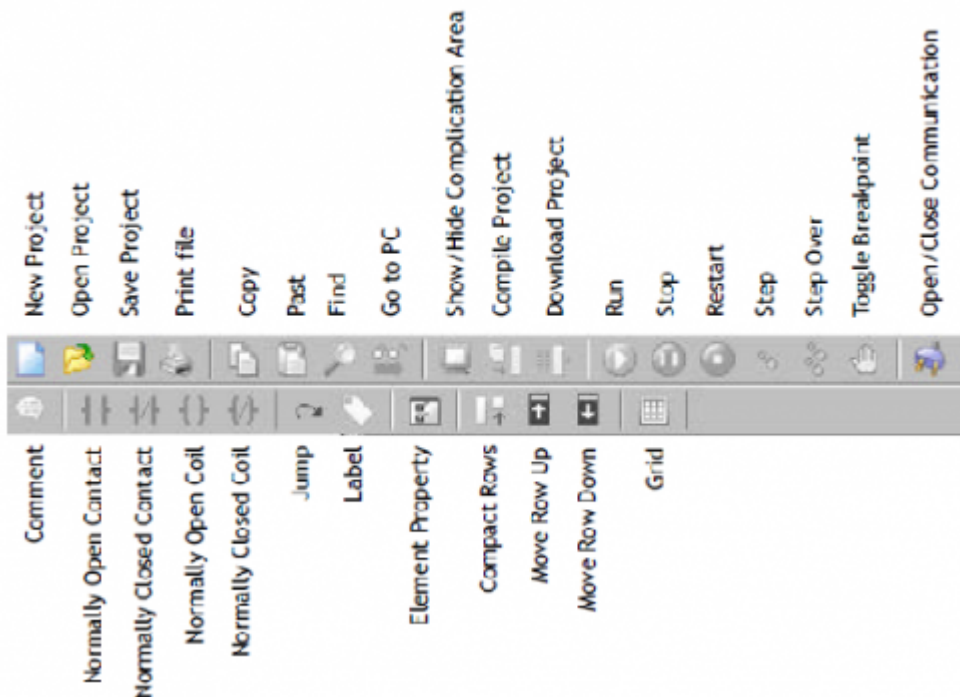 New Project
Open Project
Save Project
Print file
Copy
Past
Find
Go to PC
Show/Hide Complication Area
Compile Project
Download Project
Run
Stop
Restart
Step
Step Over
Toggle Breakpoint
Open/Close Communication
Comment
Normally Open Contact
Normally Closed Contact
Normally Open Coil
Normally Closed Coil
Jump
Label
Element Property
Compact Rows
Move Row Up
Move Row Down
Grid